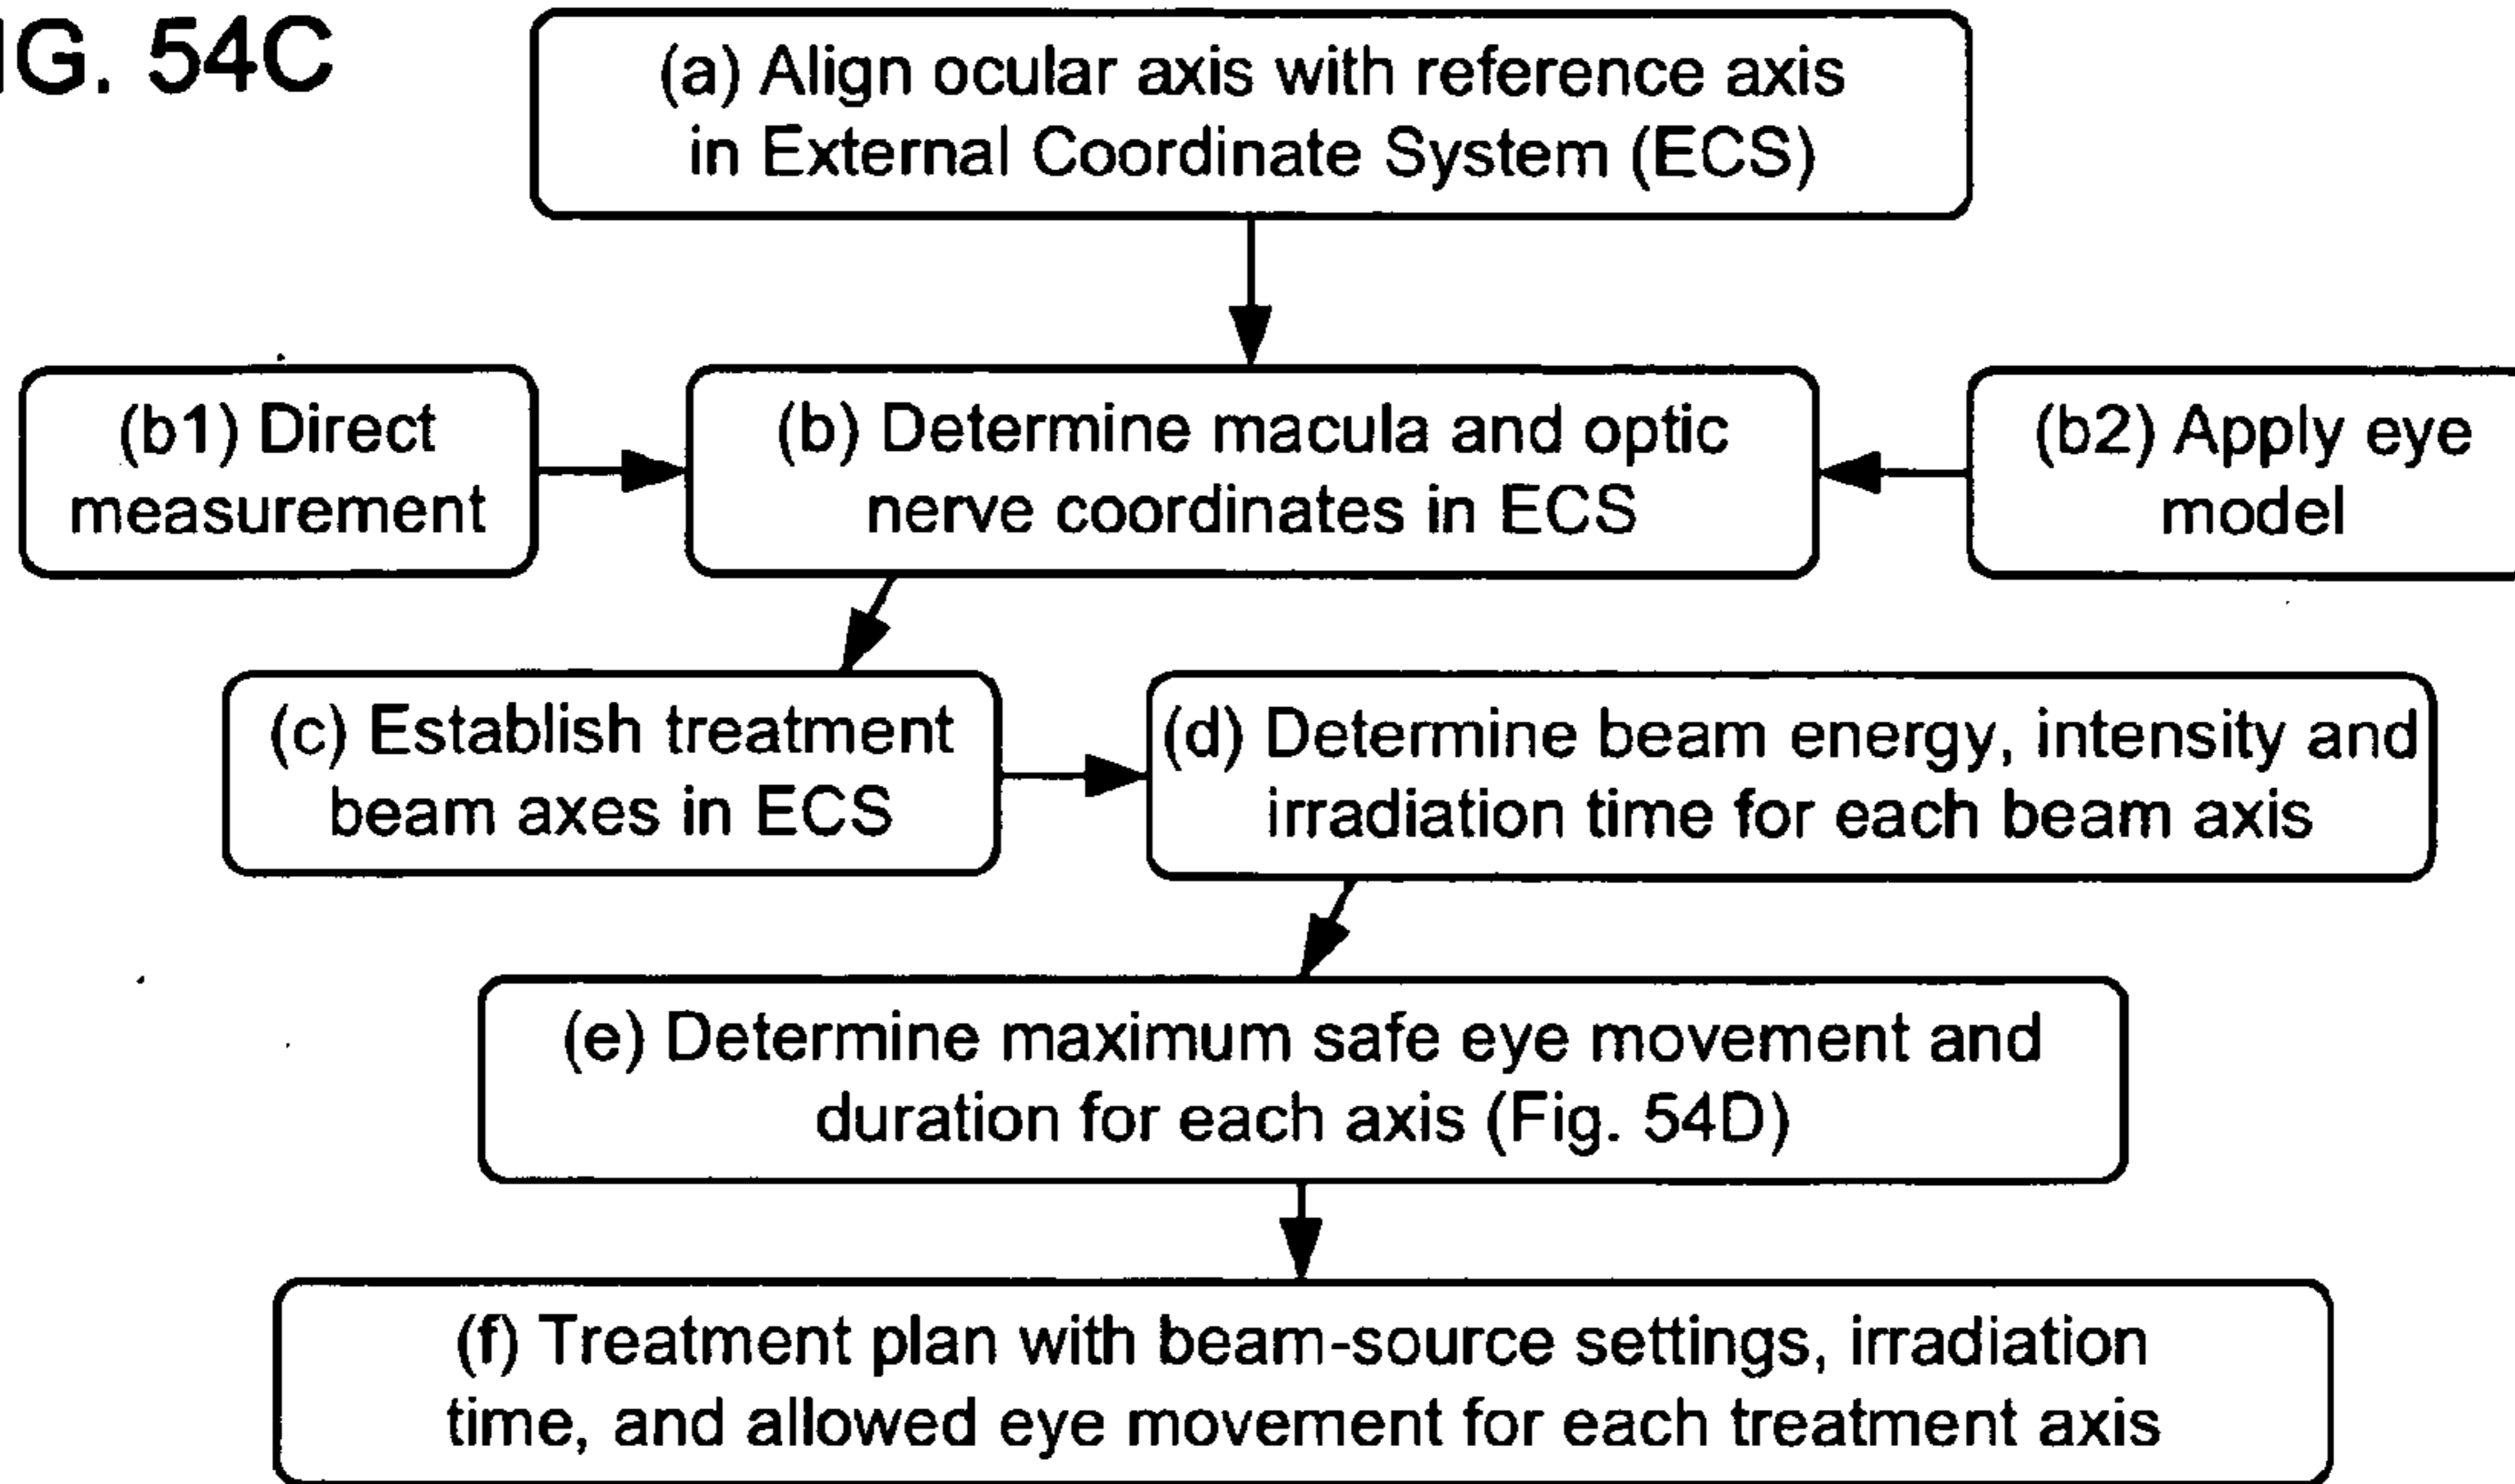 IG. 54C
(a) Align ocular axis with reference axis
in External Coordinate System (ECS)
(b1) Direct
measurement
(b) Determine macula and optic
nerve coordinates in ECS
(b2) Apply eye
model
(c) Establish treatment
beam axes in ECS
(d) Determine beam energy, intensity and
irradiation time for each beam axis
(e) Determine maximum safe eye movement and
duration for each axis (Fig. 54D)
(f) Treatment plan with beam-source settings, irradiation
time, and allowed eye movement for each treatment axis